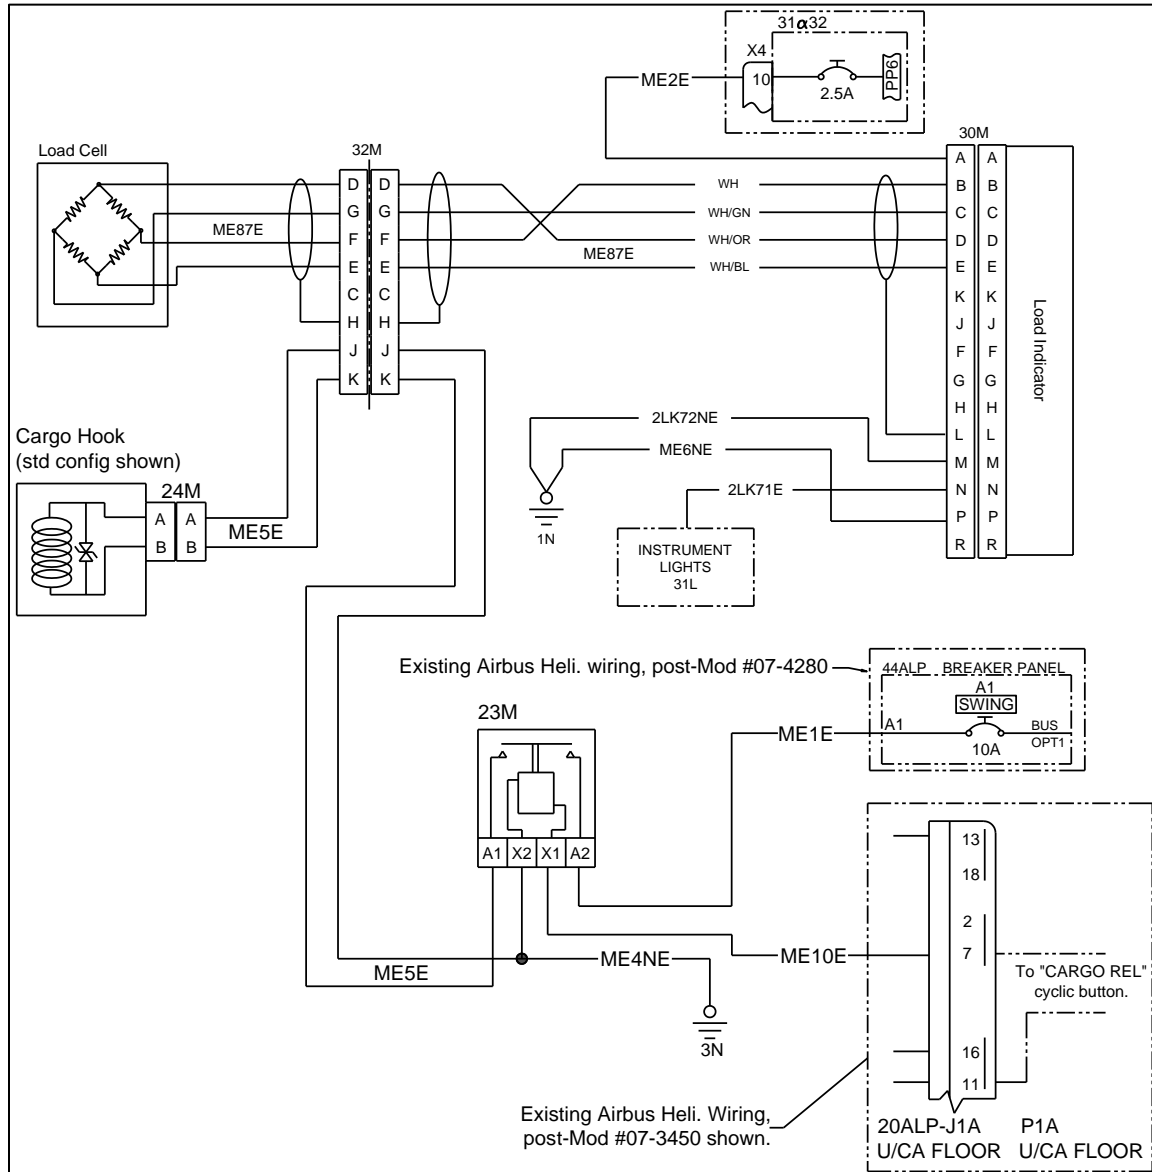 31α32
X4
10
2.5A
PP6
ME2E
30M
Load Cell
32M
A A
B B
C C
D D
E E
K K
J J
F F
G G
H H
L L
M M
N N
P P
R R
Load Indicator
D D
G G
F F
E E
C C
H H
J J
K K
ME87E
WH
WH/GN
WH/OR
ME87E
WH/BL
Cargo Hook
(std config shown)
24M
A A
B B
ME5E
2LK72NE
ME6NE
2LK71E
1N
INSTRUMENT
LIGHTS
31L
Existing Airbus Heli. wiring, post-Mod #07-4280
44ALP BREAKER PANEL
A1
SWING
A1
10A
BUS
OPT1
23M
ME1E
A1 X2 X1 A2
13
18
2
7
16
11
ME10E
ME5E
ME4NE
3N
To "CARGO REL"
cyclic button.
Existing Airbus Heli. Wiring,
post-Mod #07-3450 shown.
20ALP-J1A P1A
U/CA FLOOR U/CA FLOOR